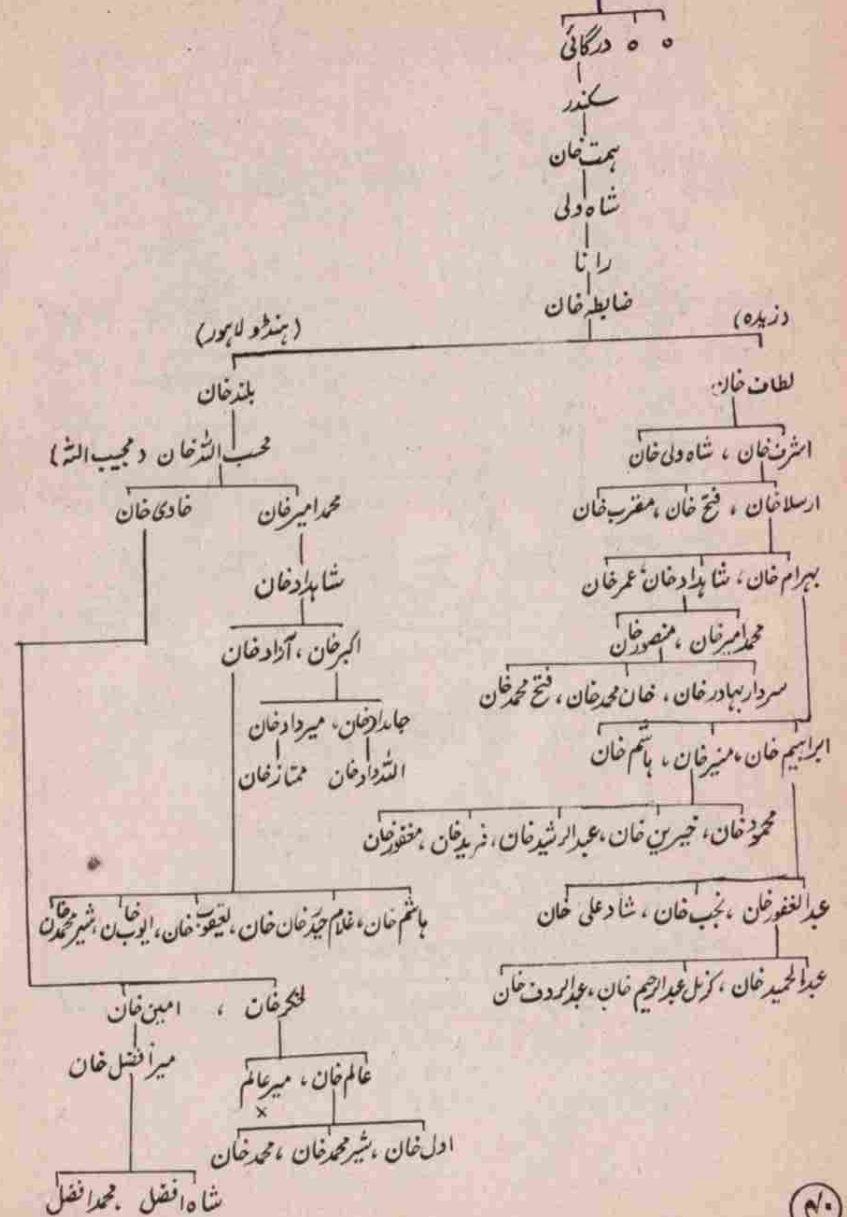 درگائی ه ه
سکندر
ہمت خان
شاہ ولی
رانا
ضابطہ خان
(زیدہ)
(ہنڈو لاہور)
لطاف خان
بلند خان
اشرف خان ، شاہ ولی خان
محب اللہ خان (مجیب اللہ)
ارسلا خان ، فتح خان ، مقرب خان
محمد امیر خان خادی خان
بہرام خان ، شاہداد خان ، عمر خان
شاہداد خان
محمد امیر خان ، منصور خان
اکبر خان ، آزاد خان
سردار بہادر خان ، خان محمد خان ، فتح محمد خان
جانداد خان ، میرداد خان
ابراہیم خان ، منیر خان ، ہاشم خان
اللہ داد خان ممتاز خان
محمود خان ، خیرین خان ، عبدالرشید خان ، فرید خان ، مغفور خان
عبدالغفور خان ، نجب خان ، شاد علی خان
ہاشم خان ، غلام حیدر خان خان ، یعقوب خان ، ایوب خان ، شیر محمد خان
عبدالحمید خان ، کرنل عبدالرحیم خان ، عبدالروف خان
لنگر خان ، امین خان
عالم خان ، میر عالم
×
میر افضل خان
اول خان ، شیر محمد خان ، محمد خان
شاہ افضل ، محمد افضل